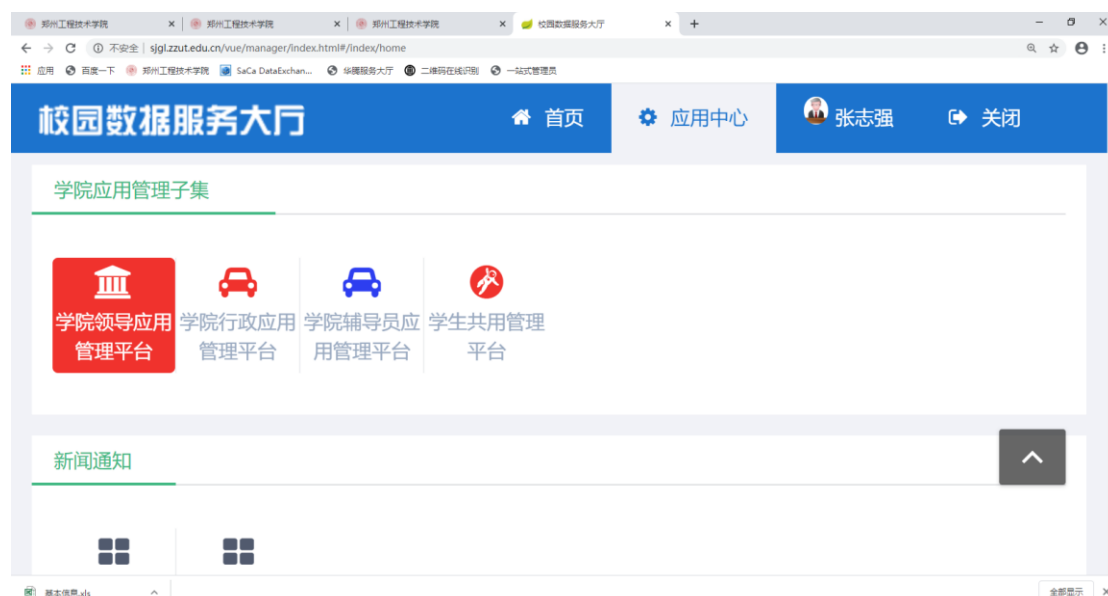 郑州工程技术学院 郑州工程技术学院 郑州工程技术学院 校园数据服务大厅
不安全 | sjgl.zzut.edu.cn/vue/manager/index.html#/index/home
应用 百度一下 郑州工程技术学院 SaCa DataExchan... 华腾服务大厅 二维码在线识别 一站式管理员
校园数据服务大厅 首页 应用中心 张志强 关闭
学院应用管理子集
学院领导应用管理平台
学院行政应用管理平台
学院辅导员应用管理平台
学生共用管理平台
新闻通知
基本信息.xls 全部显示